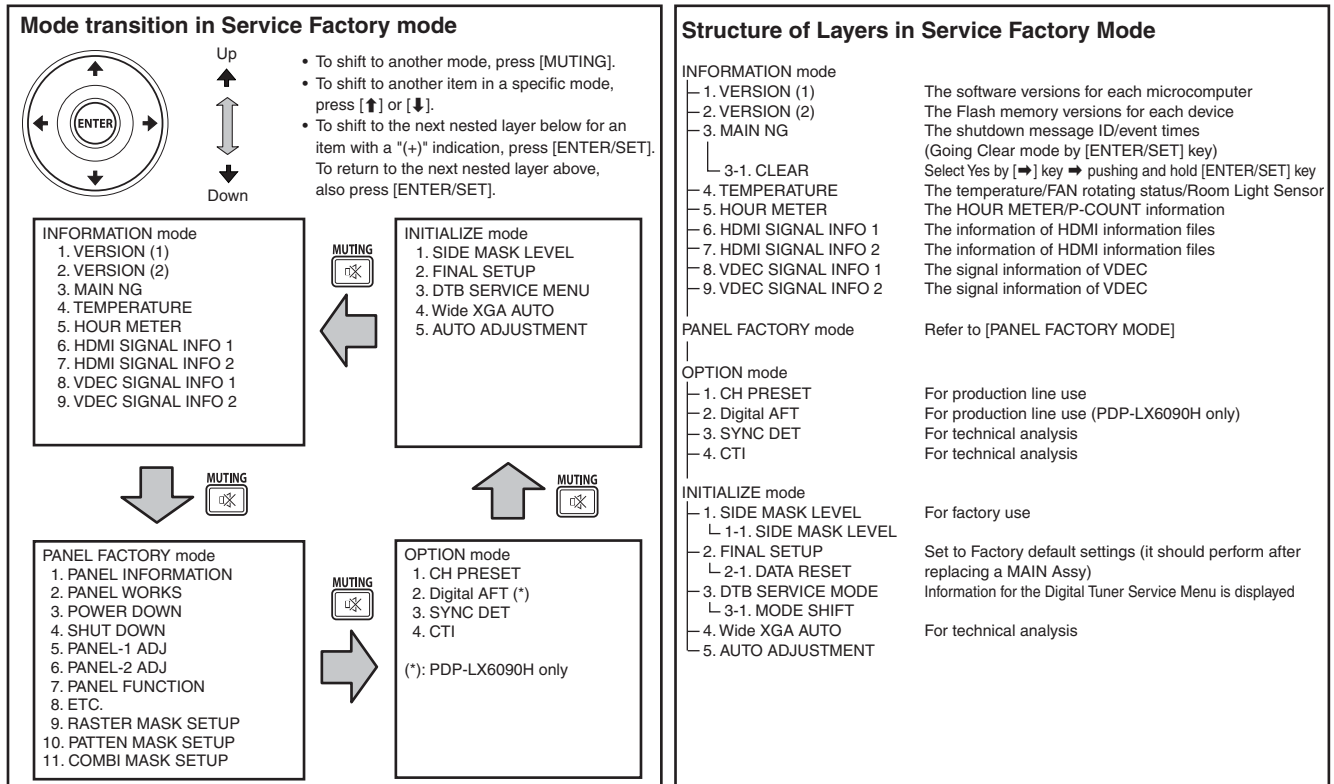 Mode transition in Service Factory mode
Up
ENTER
Down
• To shift to another mode, press [MUTING].
• To shift to another item in a specific mode,
press [⬆] or [⬇].
• To shift to the next nested layer below for an
item with a "(+)" indication, press [ENTER/SET].
To return to the next nested layer above,
also press [ENTER/SET].
INFORMATION mode
1. VERSION (1)
2. VERSION (2)
3. MAIN NG
4. TEMPERATURE
5. HOUR METER
6. HDMI SIGNAL INFO 1
7. HDMI SIGNAL INFO 2
8. VDEC SIGNAL INFO 1
9. VDEC SIGNAL INFO 2
MUTING
INITIALIZE mode
1. SIDE MASK LEVEL
2. FINAL SETUP
3. DTB SERVICE MENU
4. Wide XGA AUTO
5. AUTO ADJUSTMENT
MUTING
MUTING
PANEL FACTORY mode
1. PANEL INFORMATION
2. PANEL WORKS
3. POWER DOWN
4. SHUT DOWN
5. PANEL-1 ADJ
6. PANEL-2 ADJ
7. PANEL FUNCTION
8. ETC.
9. RASTER MASK SETUP
10. PATTEN MASK SETUP
11. COMBI MASK SETUP
MUTING
OPTION mode
1. CH PRESET
2. Digital AFT (*)
3. SYNC DET
4. CTI
(*): PDP-LX6090H only
Structure of Layers in Service Factory Mode
INFORMATION mode
1. VERSION (1) The software versions for each microcomputer
2. VERSION (2) The Flash memory versions for each device
3. MAIN NG The shutdown message ID/event times
(Going Clear mode by [ENTER/SET] key)
3-1. CLEAR Select Yes by [➡] key ➡ pushing and hold [ENTER/SET] key
4. TEMPERATURE The temperature/FAN rotating status/Room Light Sensor
5. HOUR METER The HOUR METER/P-COUNT information
6. HDMI SIGNAL INFO 1 The information of HDMI information files
7. HDMI SIGNAL INFO 2 The information of HDMI information files
8. VDEC SIGNAL INFO 1 The signal information of VDEC
9. VDEC SIGNAL INFO 2 The signal information of VDEC
PANEL FACTORY mode Refer to [PANEL FACTORY MODE]
OPTION mode
1. CH PRESET For production line use
2. Digital AFT For production line use (PDP-LX6090H only)
3. SYNC DET For technical analysis
4. CTI For technical analysis
INITIALIZE mode
1. SIDE MASK LEVEL For factory use
1-1. SIDE MASK LEVEL
2. FINAL SETUP Set to Factory default settings (it should perform after
2-1. DATA RESET replacing a MAIN Assy)
3. DTB SERVICE MODE Information for the Digital Tuner Service Menu is displayed
3-1. MODE SHIFT
4. Wide XGA AUTO For technical analysis
5. AUTO ADJUSTMENT